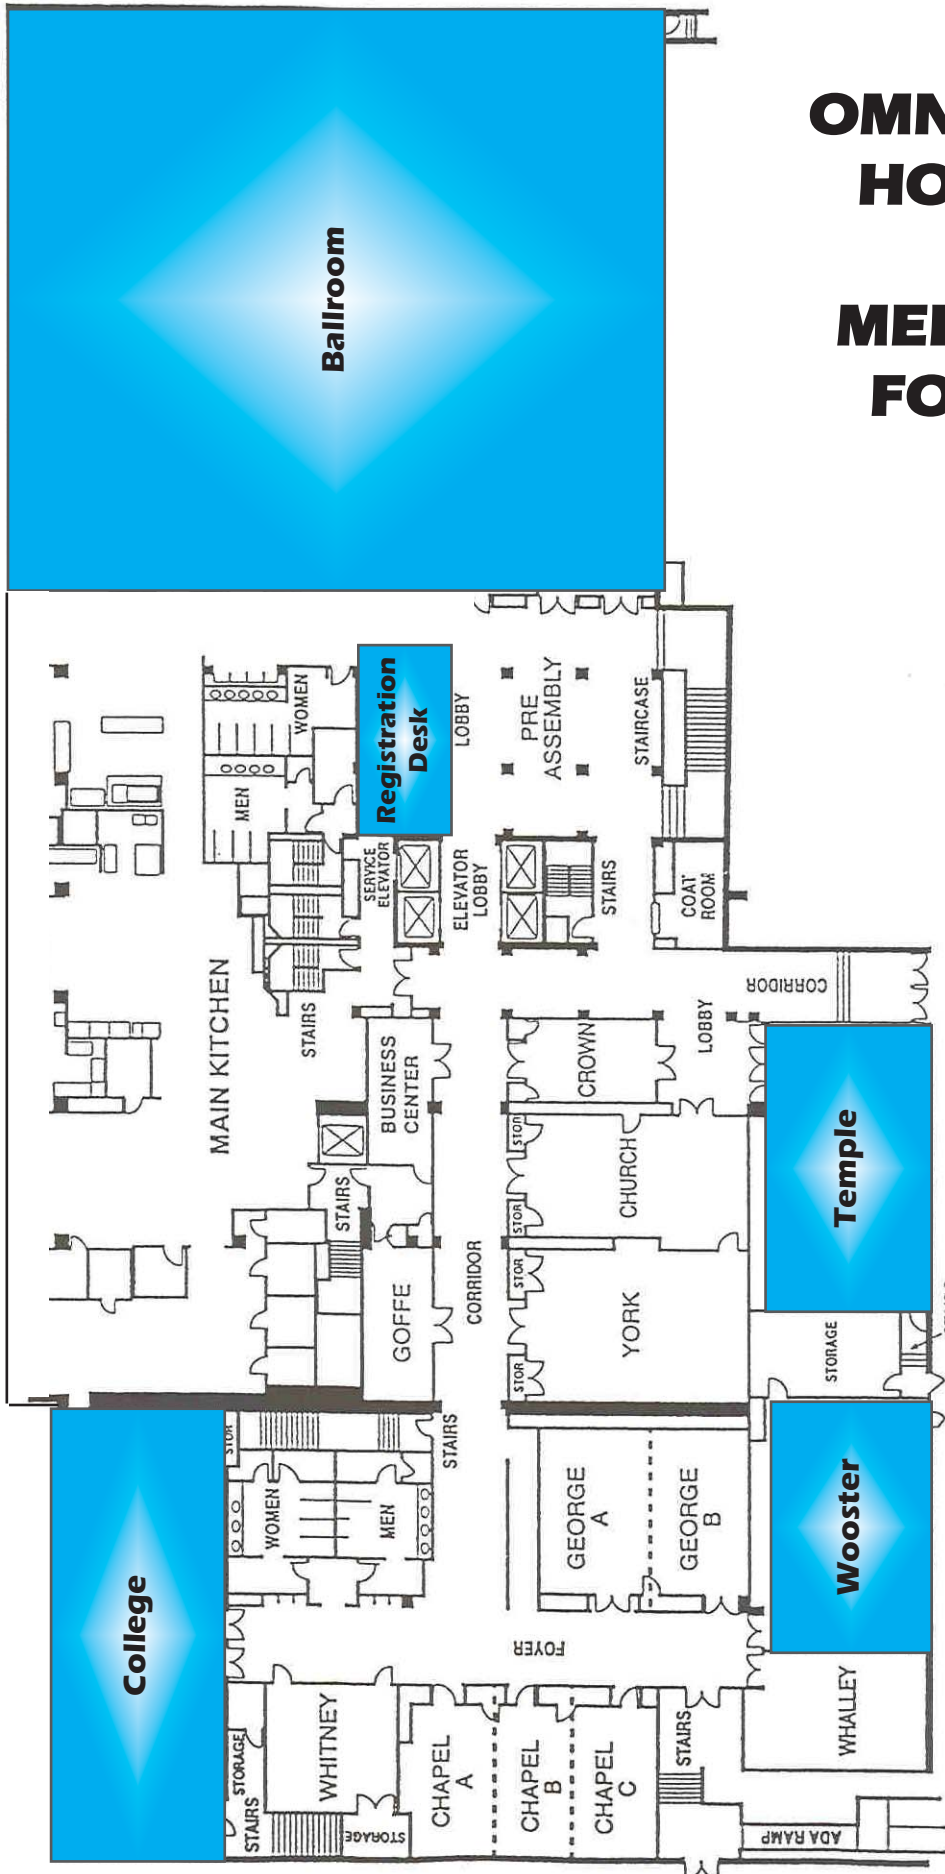 OMN
HO
MEE
FO
Ballroom
WOMEN
MEN
Registration
Desk
LOBBY
PRE
ASSEMBLY
STAIRCASE
SERVICE
ELEVATOR
ELEVATOR
LOBBY
STAIRS
COAT
ROOM
MAIN KITCHEN
STAIRS
CORRIDOR
BUSINESS
CENTER
CROWN
LOBBY
STOR
CHURCH
STOR
Temple
STAIRS
CORRIDOR
GOFFE
STOR
YORK
STOR
STORAGE
College
STOR
WOMEN
MEN
STAIRS
GEORGE
A
GEORGE
B
Wooster
FOYER
STORAGE
STAIRS
WHITNEY
STORAGE
CHAPEL
A
CHAPEL
B
CHAPEL
C
STAIRS
WHALLEY
ADA RAMP